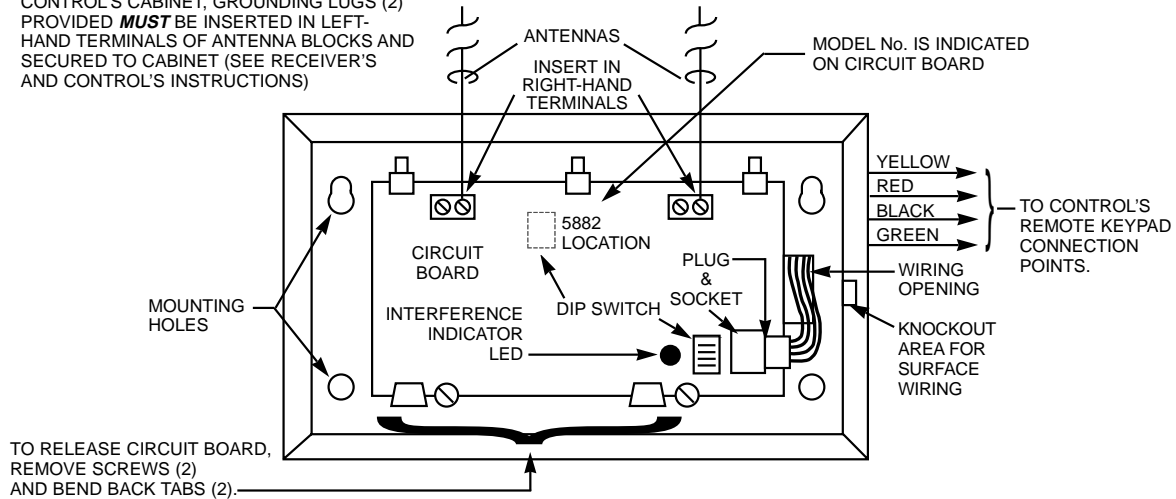 CONTROL'S CABINET, GROUNDING LUGS (2)
PROVIDED MUST BE INSERTED IN LEFT-
HAND TERMINALS OF ANTENNA BLOCKS AND
SECURED TO CABINET (SEE RECEIVER'S
AND CONTROL'S INSTRUCTIONS)
ANTENNAS
INSERT IN
RIGHT-HAND
TERMINALS
MODEL No. IS INDICATED
ON CIRCUIT BOARD
YELLOW
RED
BLACK
GREEN
TO CONTROL'S
REMOTE KEYPAD
CONNECTION
POINTS.
5882
LOCATION
CIRCUIT
BOARD
PLUG
&
SOCKET
WIRING
OPENING
MOUNTING
HOLES
DIP SWITCH
INTERFERENCE
INDICATOR
LED
KNOCKOUT
AREA FOR
SURFACE
WIRING
TO RELEASE CIRCUIT BOARD,
REMOVE SCREWS (2)
AND BEND BACK TABS (2).